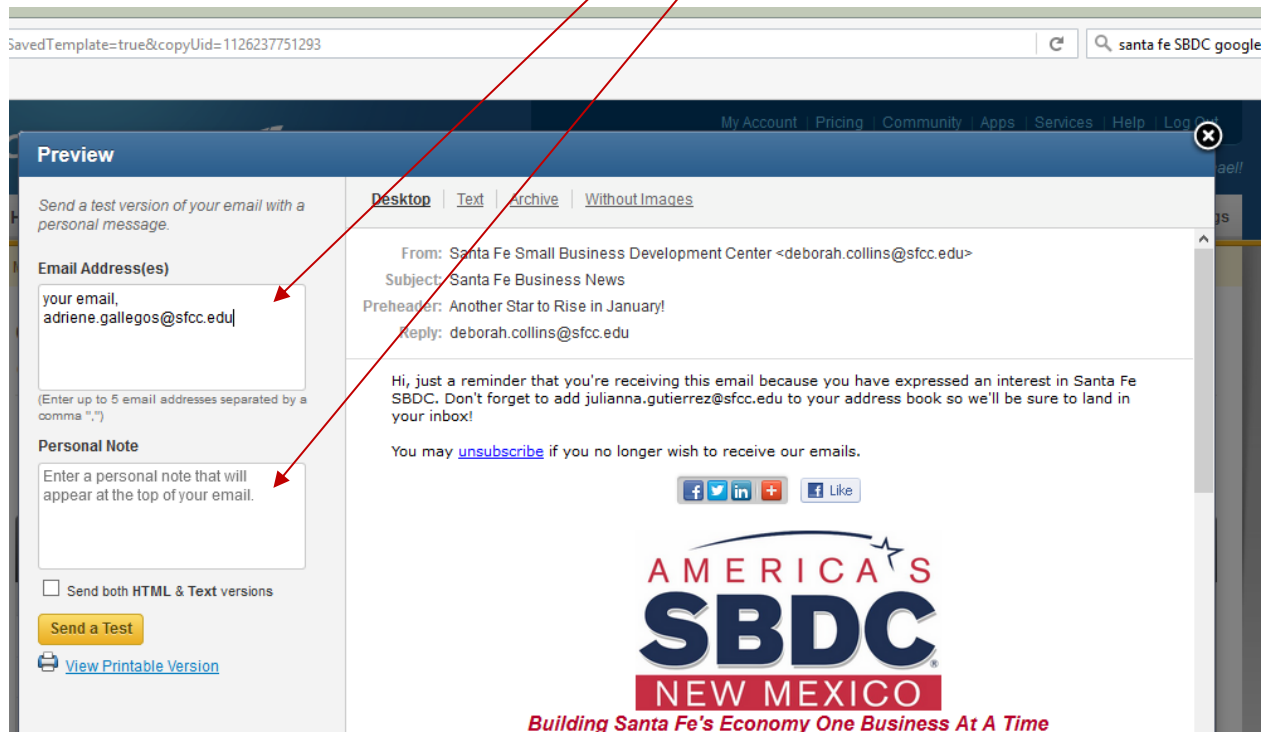 SavedTemplate=true&copyUid=1126237751293
santa fe SBDC google
My Account | Pricing | Community | Apps | Services | Help | Log Out
Preview
ael!
Send a test version of your email with a
personal message.
Desktop | Text | Archive | Without Images
gs
From: Santa Fe Small Business Development Center <deborah.collins@sfcc.edu>
Subject: Santa Fe Business News
Preheader: Another Star to Rise in January!
Reply: deborah.collins@sfcc.edu
Email Address(es)
your email,
adriene.gallegos@sfcc.edu
(Enter up to 5 email addresses separated by a
comma ",")
Personal Note
Enter a personal note that will
appear at the top of your email.
Send both HTML & Text versions
Send a Test
View Printable Version
Hi, just a reminder that you're receiving this email because you have expressed an interest in Santa Fe
SBDC. Don't forget to add julianna.gutierrez@sfcc.edu to your address book so we'll be sure to land in
your inbox!
You may unsubscribe if you no longer wish to receive our emails.
Like
AMERICA'S
SBDC®
NEW MEXICO
Building Santa Fe's Economy One Business At A Time